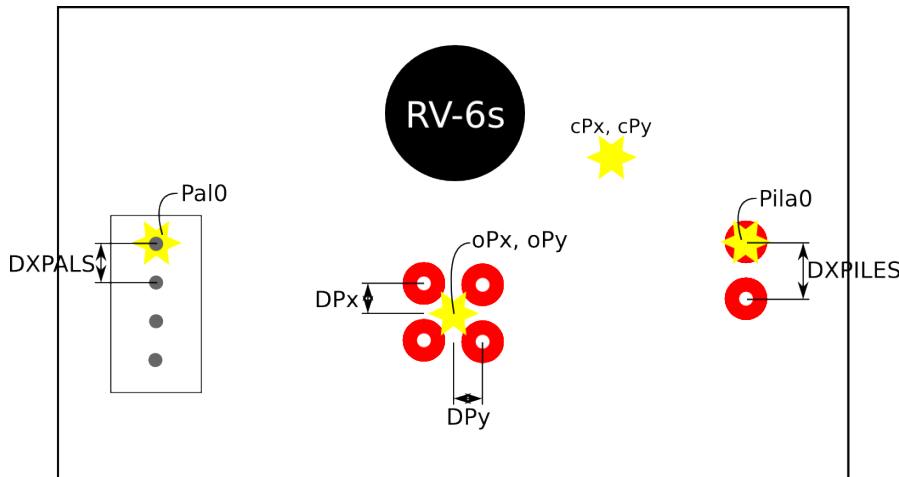 RV-6s
cPx, cPy
Pal0
Pila0
oPx, oPy
DXPALS
DXPILES
DPx
DPy